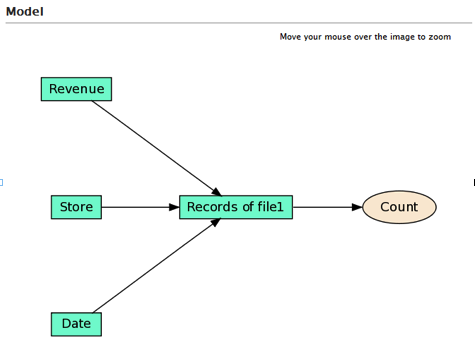 Model
Move your mouse over the image to zoom
Revenue
Store
Records of file1
Count
Date